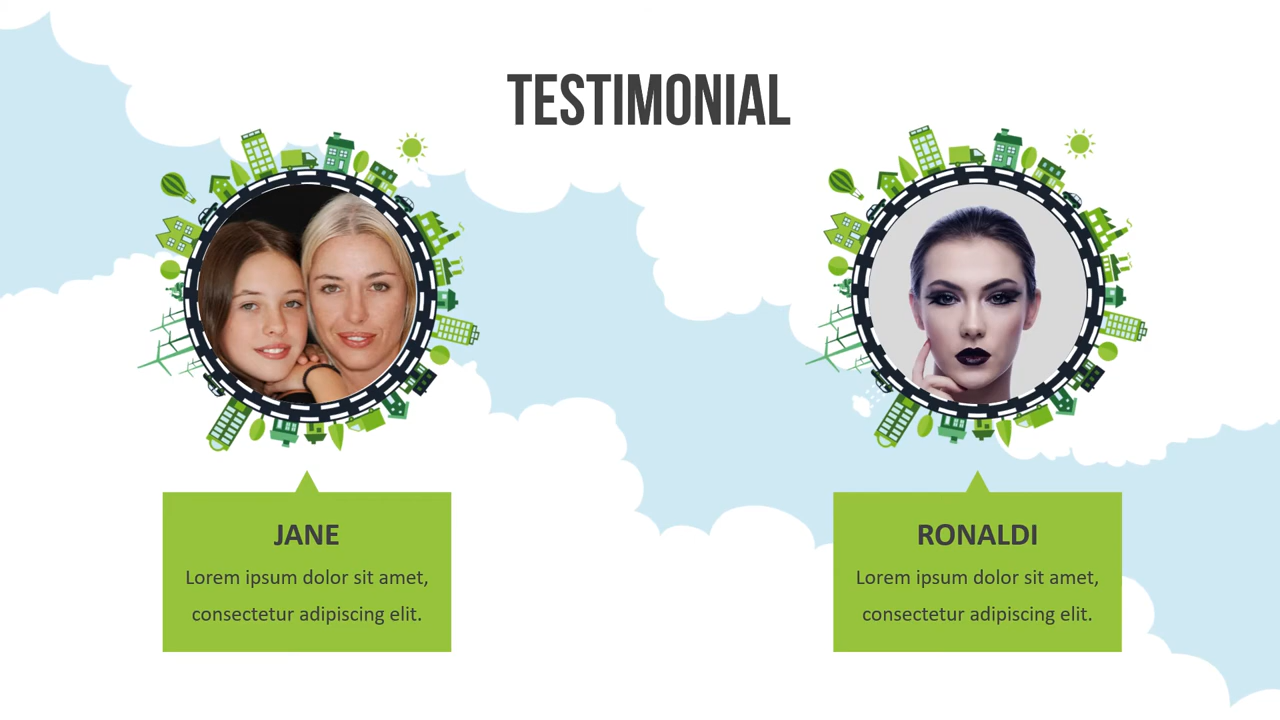 TESTIMONIAL
JANE
Lorem ipsum dolor sit amet,
consectetur adipiscing elit.
RONALDI
Lorem ipsum dolor sit amet,
consectetur adipiscing elit.